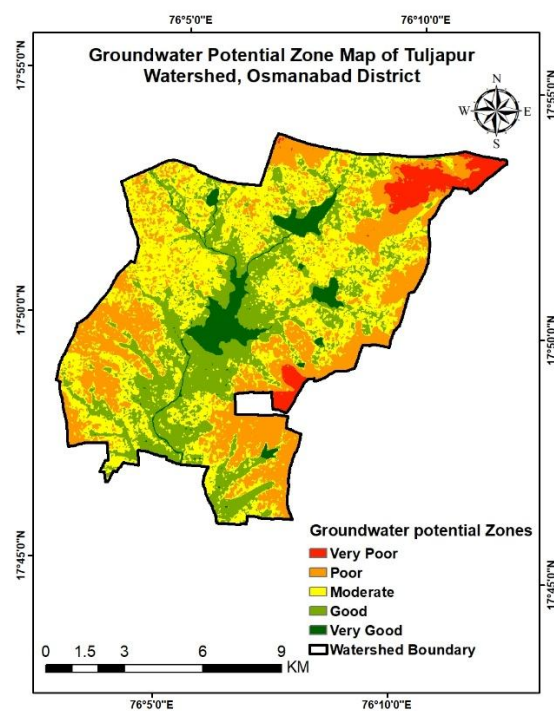 76°5'0"E
76°10'0"E
Groundwater Potential Zone Map of Tuljapur
Watershed, Osmanabad District
17°55'0"N
17°55'0"N
N
W
E
S
17°50'0"N
17°50'0"N
17°45'0"N
17°45'0"N
Groundwater potential Zones
Very Poor
Poor
Moderate
Good
Very Good
Watershed Boundary
0 1.5 3 6 9
KM
76°5'0"E
76°10'0"E